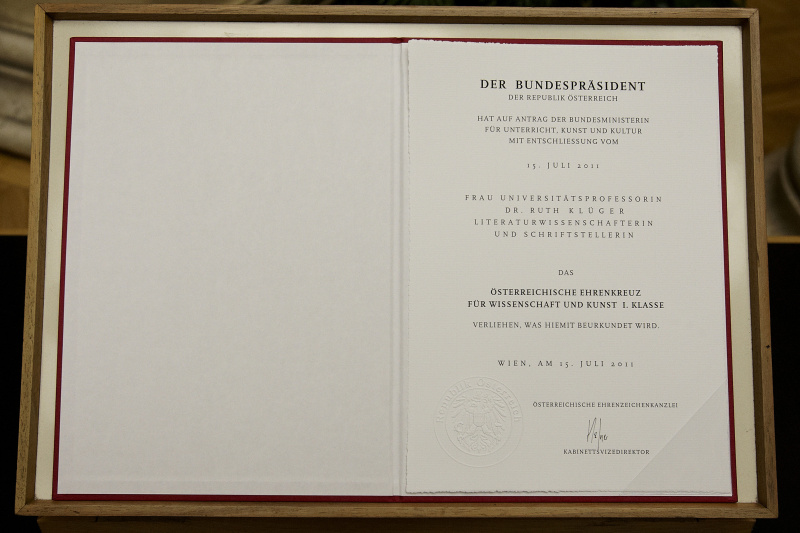 DER BUNDESPRÄSIDENT
DER REPUBLIK ÖSTERREICH
HAT AUF ANTRAG DER BUNDESMINISTERIN
FÜR UNTERRICHT, KUNST UND KULTUR
MIT ENTSCHLIESSUNG VOM
15. JULI 2011
FRAU UNIVERSITÄTSPROFESSORIN
DR. RUTH KLÜGER
LITERATURWISSENSCHAFTERIN
UND SCHRIFTSTELLERIN
DAS
ÖSTERREICHISCHE EHRENKREUZ
FÜR WISSENSCHAFT UND KUNST I. KLASSE
VERLIEHEN, WAS HIEMIT BEURKUNDET WIRD.
WIEN, AM 15. JULI 2011
ÖSTERREICHISCHE EHRENZEICHENKANZLEI
KABINETTSVIZEDIREKTOR